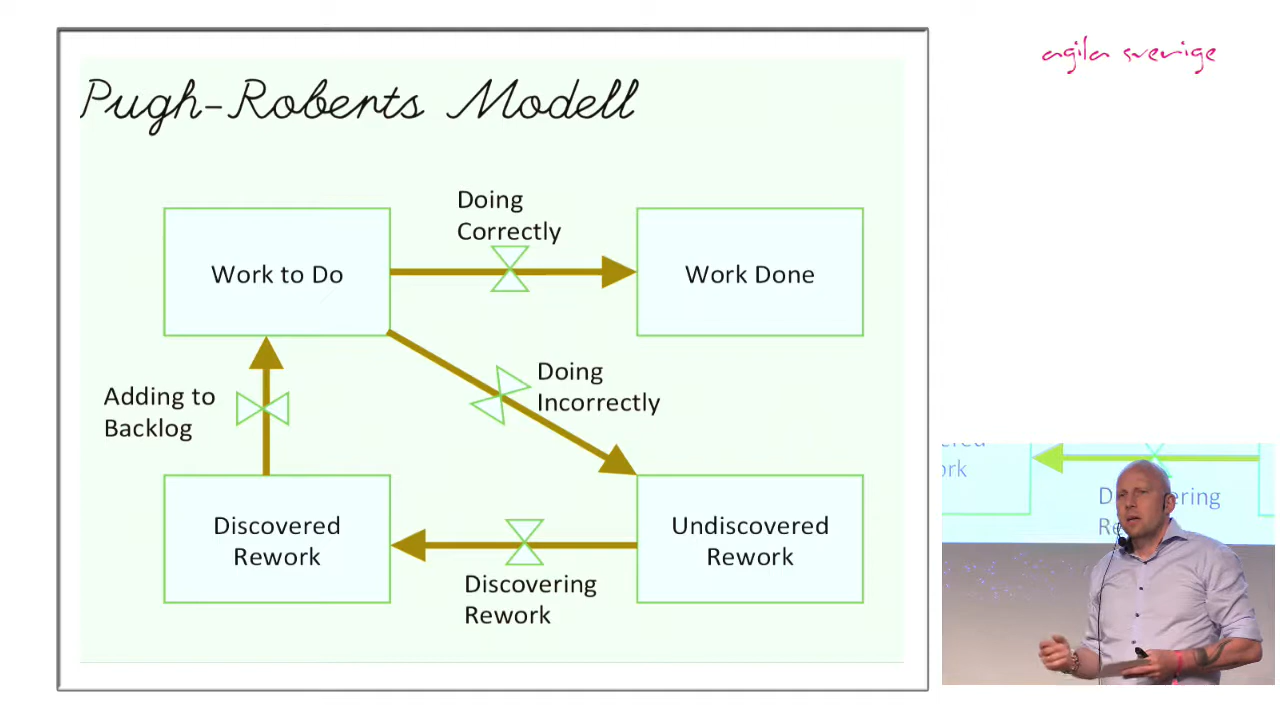 agila sverige
Pugh-Roberts Modell
Doing
Correctly
Work to Do
Work Done
Doing
Incorrectly
Adding to
Backlog
Discovered
Rework
Undiscovered
Rework
Discovering
Rework